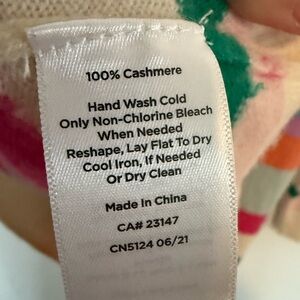 100% Cashmere
Hand Wash Cold
Only Non-Chlorine Bleach
When Needed
Reshape, Lay Flat To Dry
Cool Iron, If Needed
Or Dry Clean
Made In China
CA# 23147
CN5124 06/21